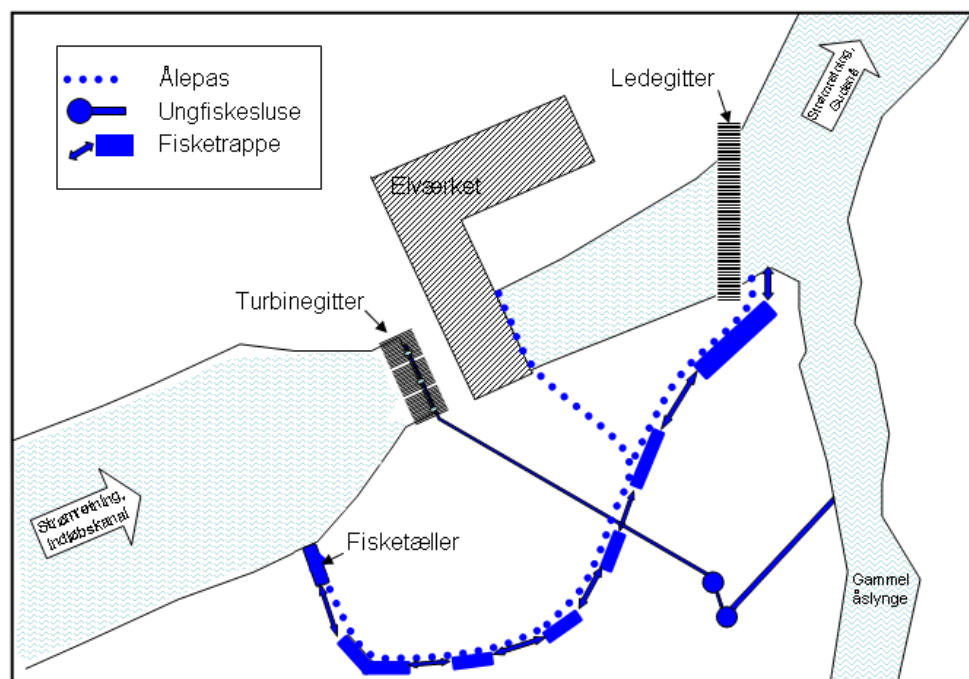 Ålepas
Ungfiskesluse
Fisketrappe
Ledegitter
Strømretning,
Gudenå
Elværket
Turbinegitter
Strømretning,
Indløbskanal
Fisketæller
Gammel
åslynge